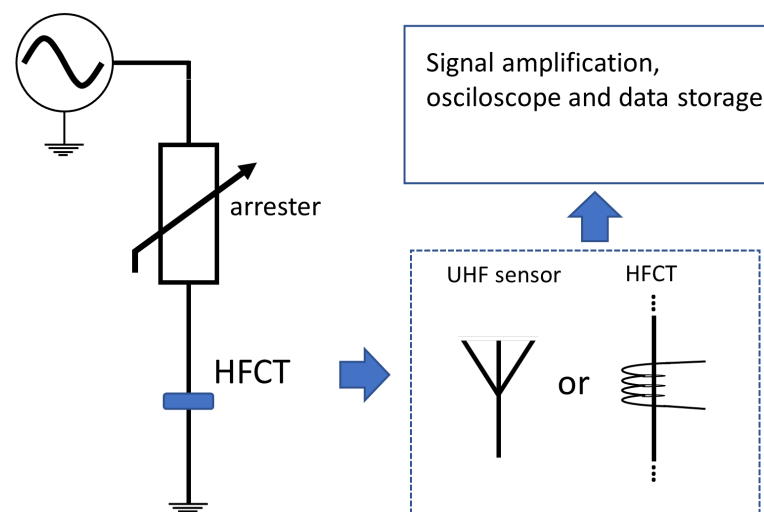 Signal amplification,
osciloscope and data storage
arrester
HFCT
UHF sensor
HFCT
or